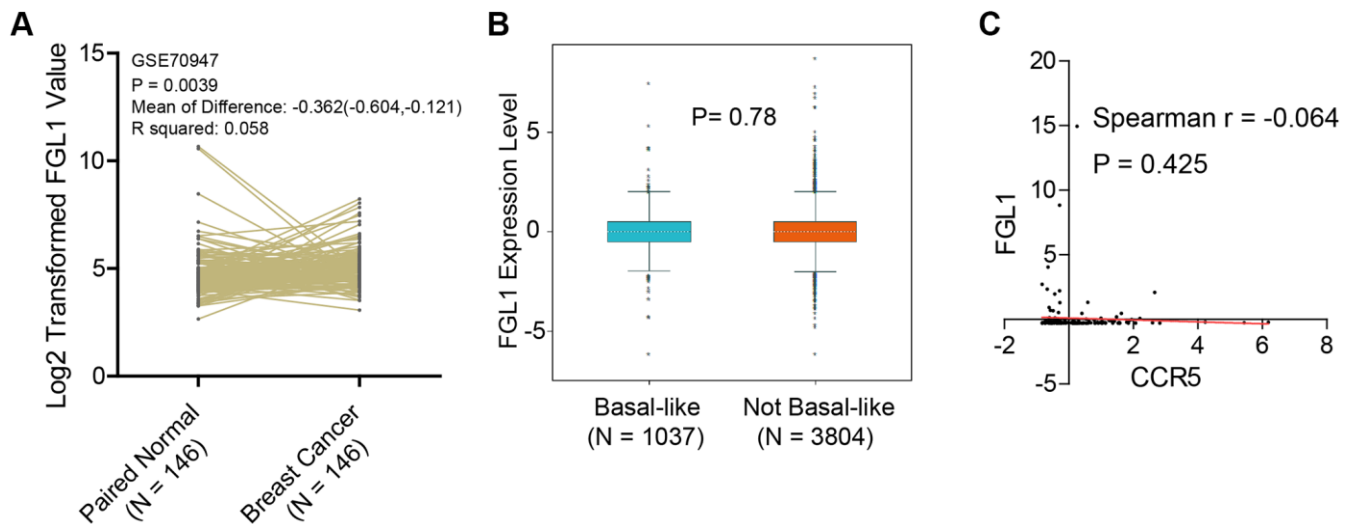 A
Log2 Transformed FGL1 Value
15
10
5
0
GSE70947
P = 0.0039
Mean of Difference: -0.362(-0.604,-0.121)
R squared: 0.058
Paired Normal
(N = 146)
Breast Cancer
(N = 146)
B
FGL1 Expression Level
5
0
-5
P= 0.78
Basal-like
(N = 1037)
Not Basal-like
(N = 3804)
C
FGL1
20
15
10
5
-5
Spearman r = -0.064
P = 0.425
-2
2
4
6
8
CCR5